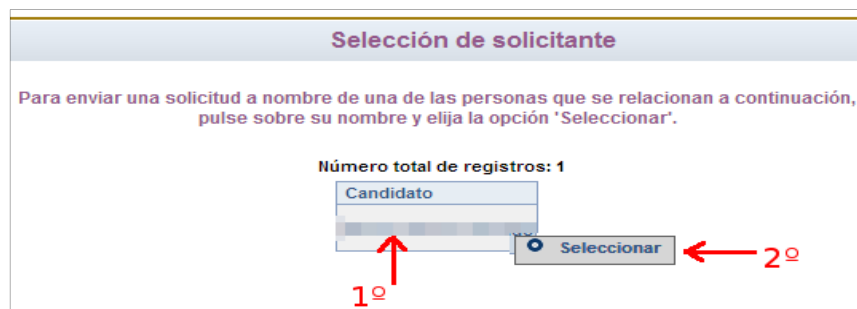 Selección de solicitante
Para enviar una solicitud a nombre de una de las personas que se relacionan a continuación,
pulse sobre su nombre y elija la opción 'Seleccionar'.
Número total de registros: 1
Candidato
Seleccionar
2º
1º